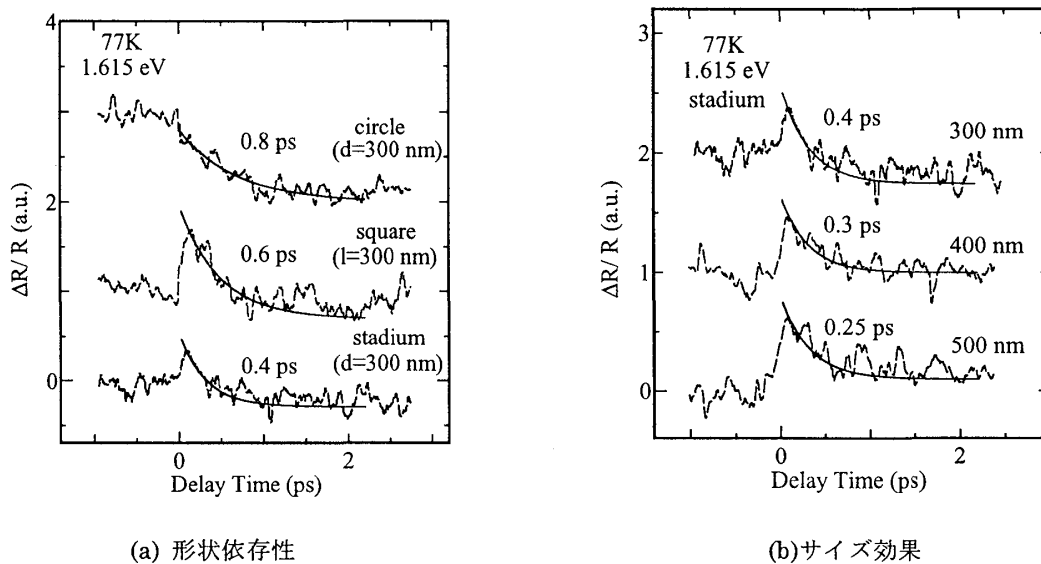 4
77K
1.615 eV
circle
(d=300 nm)
0.8 ps
2
square
(l=300 nm)
0.6 ps
stadium
(d=300 nm)
0.4 ps
0
ΔR/ R (a.u.)
0
2
Delay Time (ps)
(a) 形状依存性
3
77K
1.615 eV
stadium
0.4 ps
300 nm
2
0.3 ps
400 nm
1
0.25 ps
500 nm
0
ΔR/ R (a.u.)
0
2
Delay Time (ps)
(b)サイズ効果